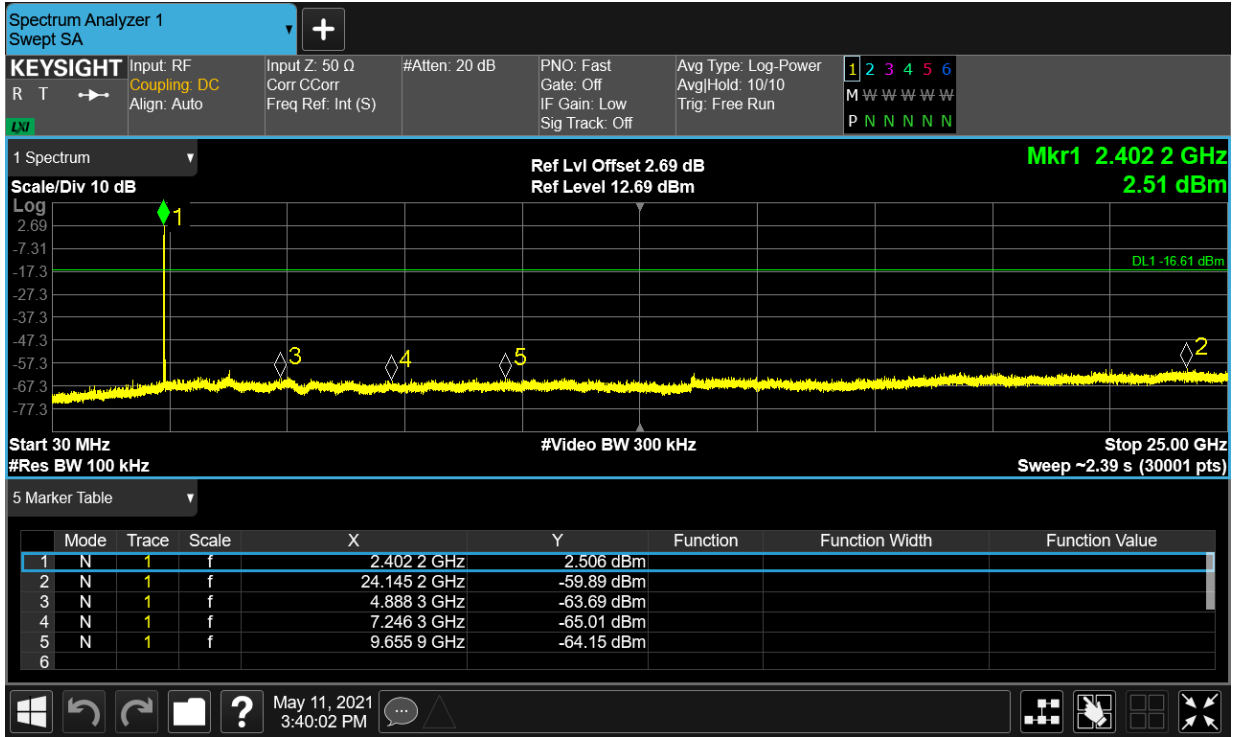 Spectrum Analyzer 1
Swept SA
KEYSIGHT
R T
LXI
Input: RF
Coupling: DC
Align: Auto
Input Z: 50 Ω
Corr CCorr
Freq Ref: Int (S)
#Atten: 20 dB
PNO: Fast
Gate: Off
IF Gain: Low
Sig Track: Off
Avg Type: Log-Power
Avg|Hold: 10/10
Trig: Free Run
1 2 3 4 5 6
M W W W W W
P N N N N N
1 Spectrum
Scale/Div 10 dB
Ref Lvl Offset 2.69 dB
Ref Level 12.69 dBm
Mkr1 2.402 2 GHz
2.51 dBm
Log
2.69
-7.31
-17.3
-27.3
-37.3
-47.3
-57.3
-67.3
-77.3
1
DL1 -16.61 dBm
3
4
5
2
Start 30 MHz
#Video BW 300 kHz
Stop 25.00 GHz
#Res BW 100 kHz
Sweep ~2.39 s (30001 pts)
5 Marker Table
Mode Trace Scale X Y Function Function Width Function Value
1 N 1 f 2.402 2 GHz 2.506 dBm
2 N 1 f 24.145 2 GHz -59.89 dBm
3 N 1 f 4.888 3 GHz -63.69 dBm
4 N 1 f 7.246 3 GHz -65.01 dBm
5 N 1 f 9.655 9 GHz -64.15 dBm
6
?
May 11, 2021
3:40:02 PM